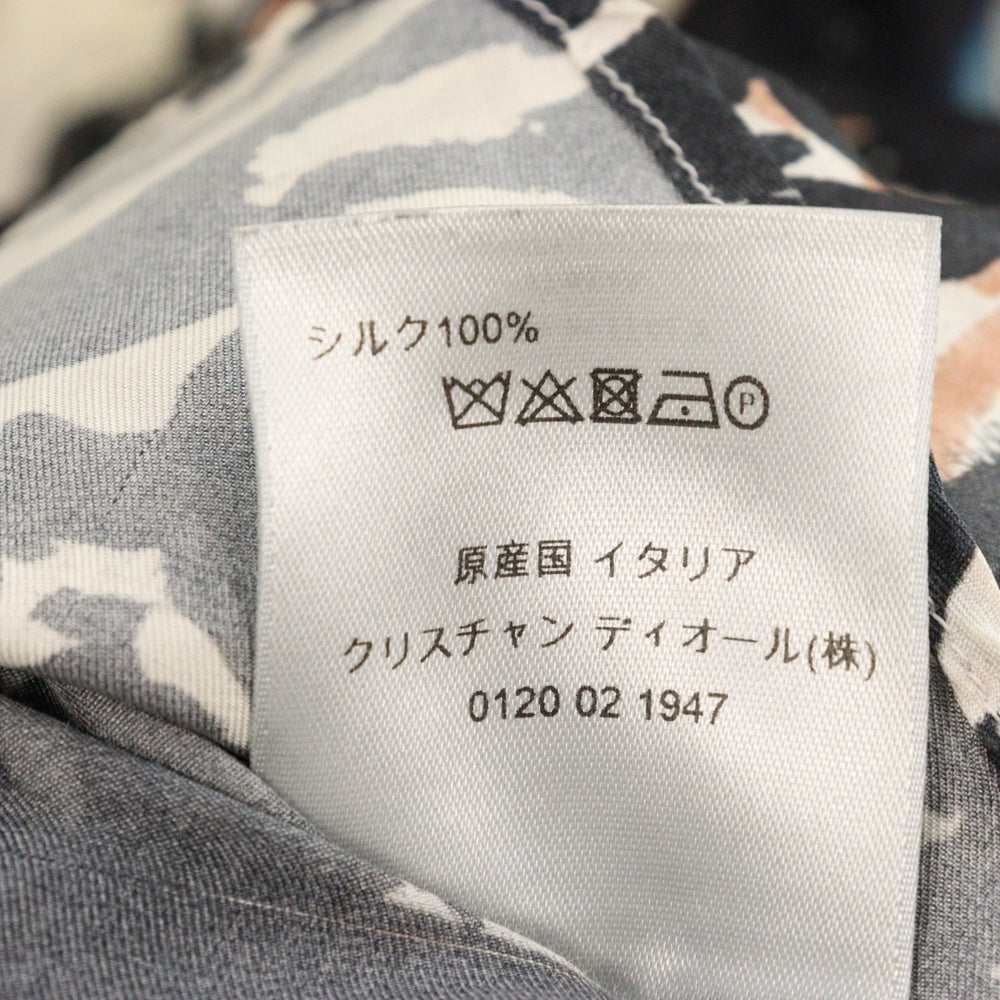 シルク100%
P
原産国 イタリア
クリスチャン ディオール(株)
0120 02 1947